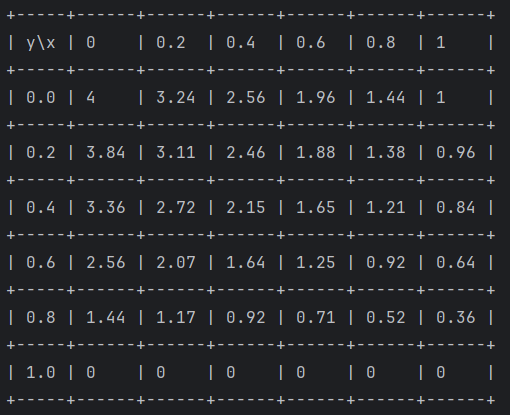 +-----+------+------+------+------+------+------+
| y\x | 0    | 0.2  | 0.4  | 0.6  | 0.8  | 1    |
+-----+------+------+------+------+------+------+
| 0.0 | 4    | 3.24 | 2.56 | 1.96 | 1.44 | 1    |
+-----+------+------+------+------+------+------+
| 0.2 | 3.84 | 3.11 | 2.46 | 1.88 | 1.38 | 0.96 |
+-----+------+------+------+------+------+------+
| 0.4 | 3.36 | 2.72 | 2.15 | 1.65 | 1.21 | 0.84 |
+-----+------+------+------+------+------+------+
| 0.6 | 2.56 | 2.07 | 1.64 | 1.25 | 0.92 | 0.64 |
+-----+------+------+------+------+------+------+
| 0.8 | 1.44 | 1.17 | 0.92 | 0.71 | 0.52 | 0.36 |
+-----+------+------+------+------+------+------+
| 1.0 | 0    | 0    | 0    | 0    | 0    | 0    |
+-----+------+------+------+------+------+------+